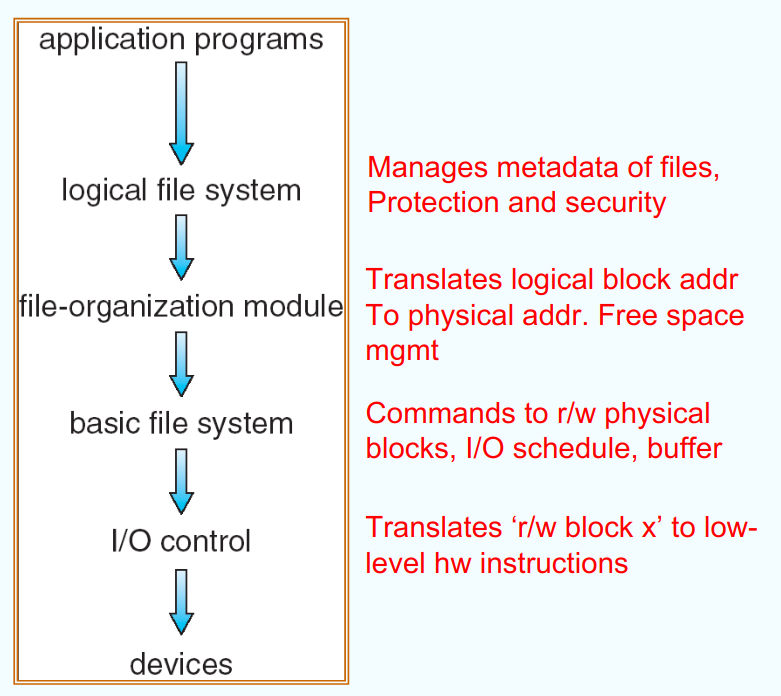 application programs
logical file system
Manages metadata of files,
Protection and security
file-organization module
Translates logical block addr
To physical addr. Free space
mgmt
basic file system
Commands to r/w physical
blocks, I/O schedule, buffer
I/O control
Translates ‘r/w block x’ to low-
level hw instructions
devices